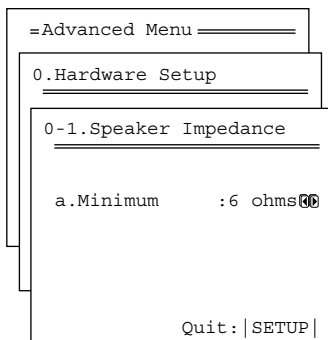 =Advanced Menu
0.Hardware Setup
0-1.Speaker Impedance
a.Minimum :6 ohms
Quit:|SETUP|